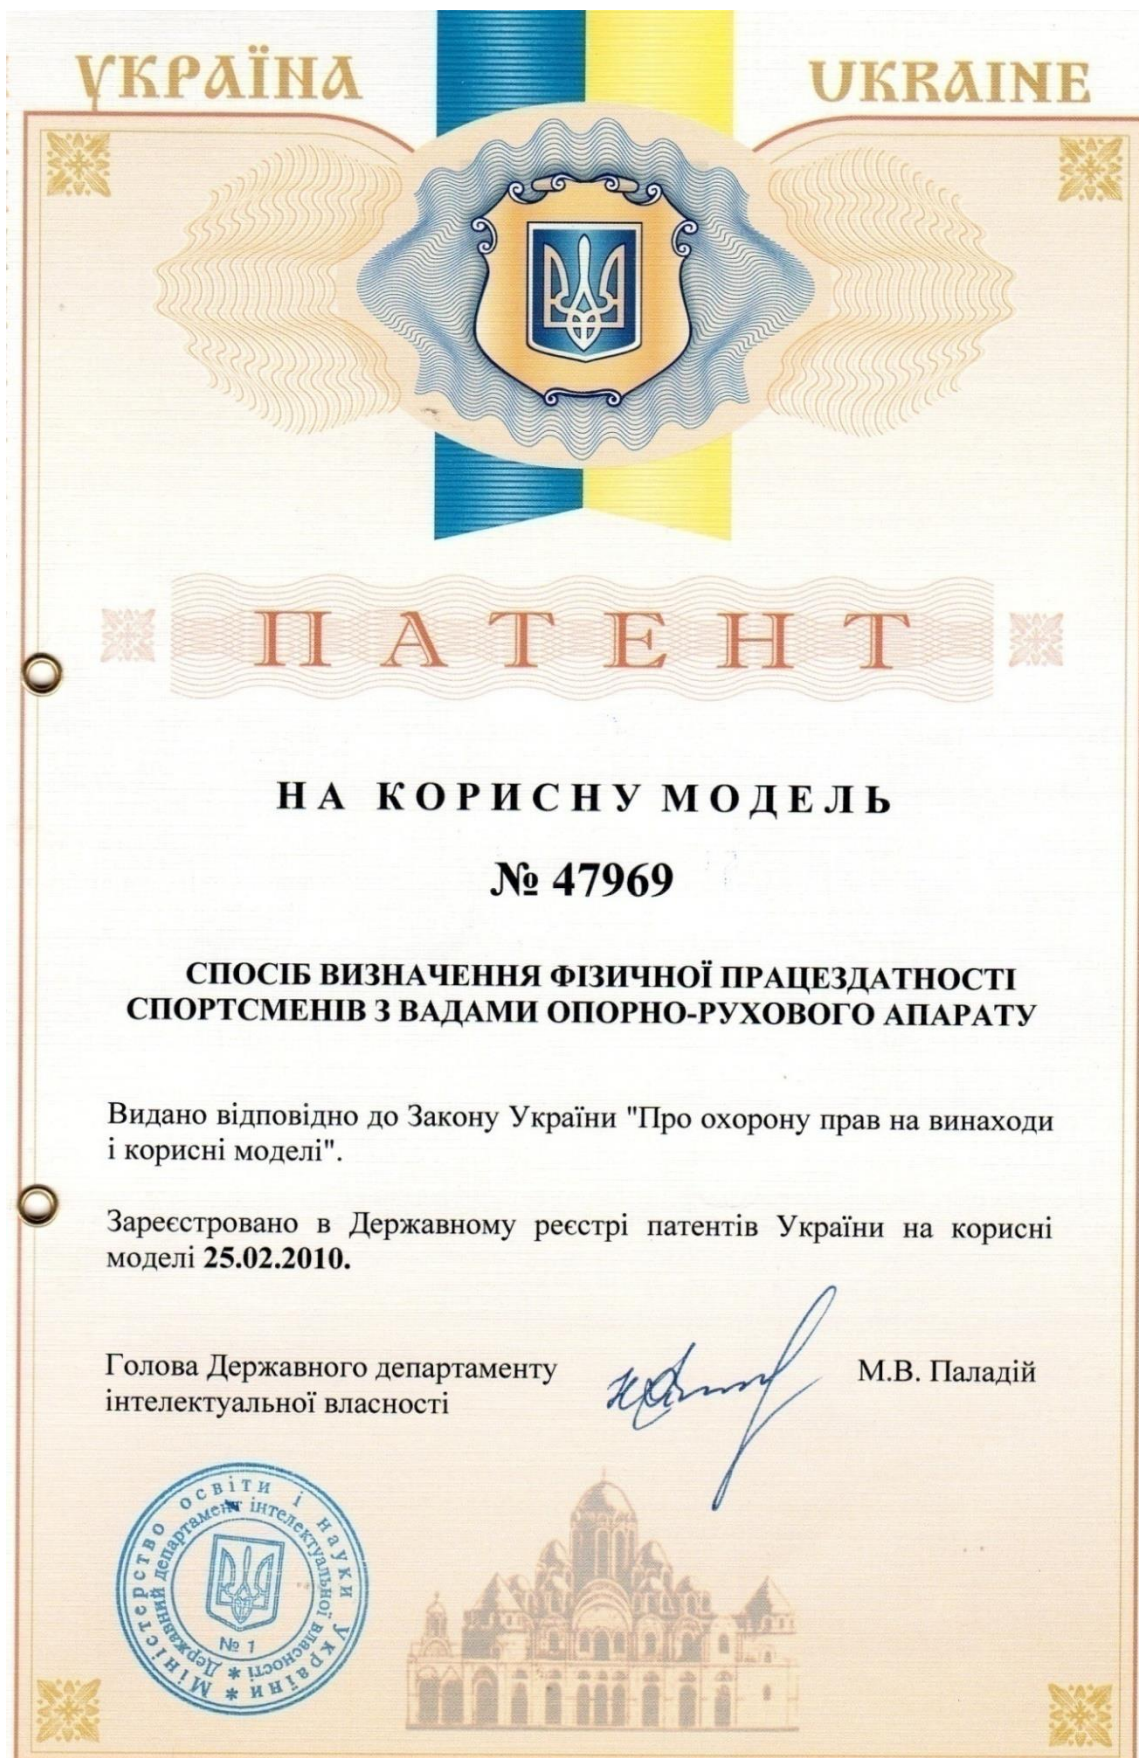 УКРАЇНА
UKRAINE
ПАТЕНТ
НА КОРИСНУ МОДЕЛЬ
№ 47969
СПОСІБ ВИЗНАЧЕННЯ ФІЗИЧНОЇ ПРАЦЕЗДАТНОСТІ
СПОРТСМЕНІВ З ВАДАМИ ОПОРНО-РУХОВОГО АПАРАТУ
Видано відповідно до Закону України "Про охорону прав на винаходи
і корисні моделі".
Зареєстровано в Державному реєстрі патентів України на корисні
моделі 25.02.2010.
Голова Державного департаменту
інтелектуальної власності
М.В. Паладій
Міністерство освіти і науки України *
Державний департамент інтелектуальної власності *
№ 1